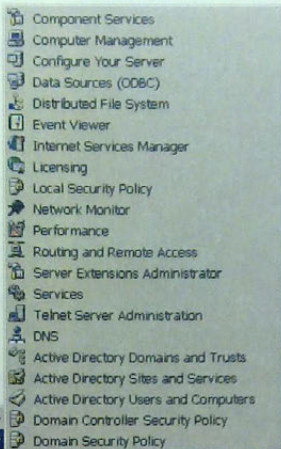 Component Services
Computer Management
Configure Your Server
Data Sources (ODBC)
Distributed File System
Event Viewer
Internet Services Manager
Licensing
Local Security Policy
Network Monitor
Performance
Routing and Remote Access
Server Extensions Administrator
Services
Telnet Server Administration
DNS
Active Directory Domains and Trusts
Active Directory Sites and Services
Active Directory Users and Computers
Domain Controller Security Policy
Domain Security Policy